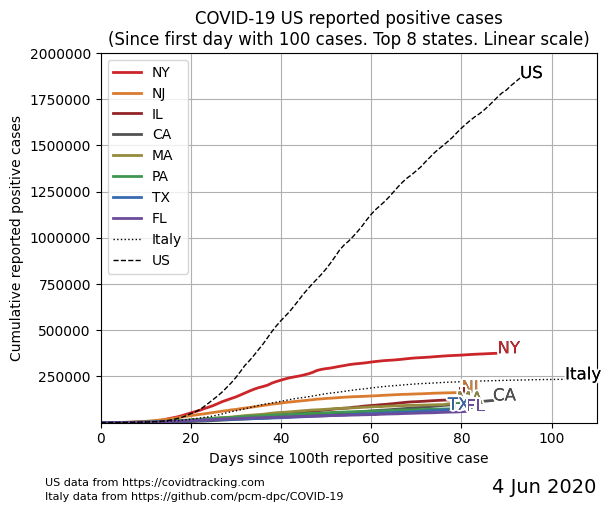 COVID-19 US reported positive cases
(Since first day with 100 cases. Top 8 states. Linear scale)
2000000
1750000
1500000
1250000
1000000
750000
500000
250000
Cumulative reported positive cases
NY
NJ
IL
CA
MA
PA
TX
FL
Italy
US
US
NY
Italy
NJ
CA
TX
FL
0
20
40
60
80
100
Days since 100th reported positive case
US data from https://covidtracking.com
Italy data from https://github.com/pcm-dpc/COVID-19
4 Jun 2020